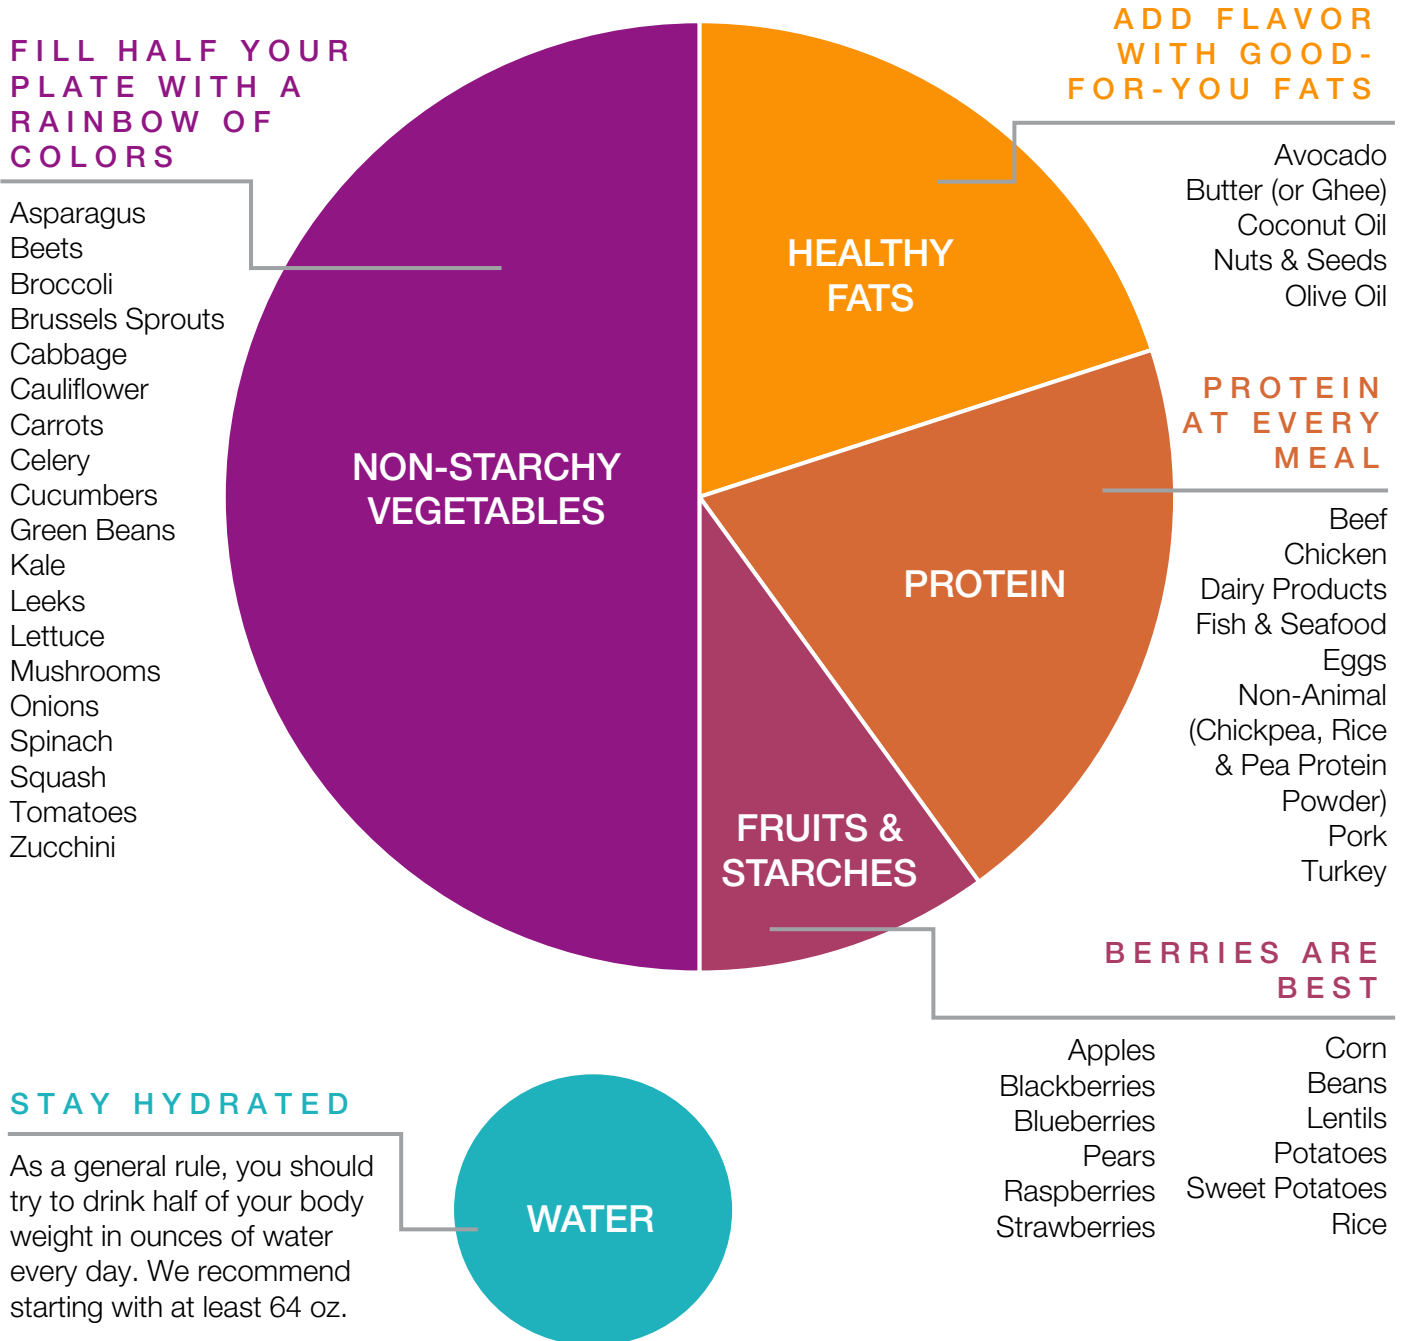 FILL HALF YOUR
PLATE WITH A
RAINBOW OF
COLORS
Asparagus
Beets
Broccoli
Brussels Sprouts
Cabbage
Cauliflower
Carrots
Celery
Cucumbers
Green Beans
Kale
Leeks
Lettuce
Mushrooms
Onions
Spinach
Squash
Tomatoes
Zucchini
NON-STARCHY
VEGETABLES
ADD FLAVOR
WITH GOOD-
FOR-YOU FATS
Avocado
Butter (or Ghee)
Coconut Oil
Nuts & Seeds
Olive Oil
HEALTHY
FATS
PROTEIN
AT EVERY
MEAL
Beef
Chicken
Dairy Products
Fish & Seafood
Eggs
Non-Animal
(Chickpea, Rice
& Pea Protein
Powder)
Pork
Turkey
PROTEIN
FRUITS &
STARCHES
BERRIES ARE
BEST
Apples
Blackberries
Blueberries
Pears
Raspberries
Strawberries
Corn
Beans
Lentils
Potatoes
Sweet Potatoes
Rice
STAY HYDRATED
As a general rule, you should
try to drink half of your body
weight in ounces of water
every day. We recommend
starting with at least 64 oz.
WATER